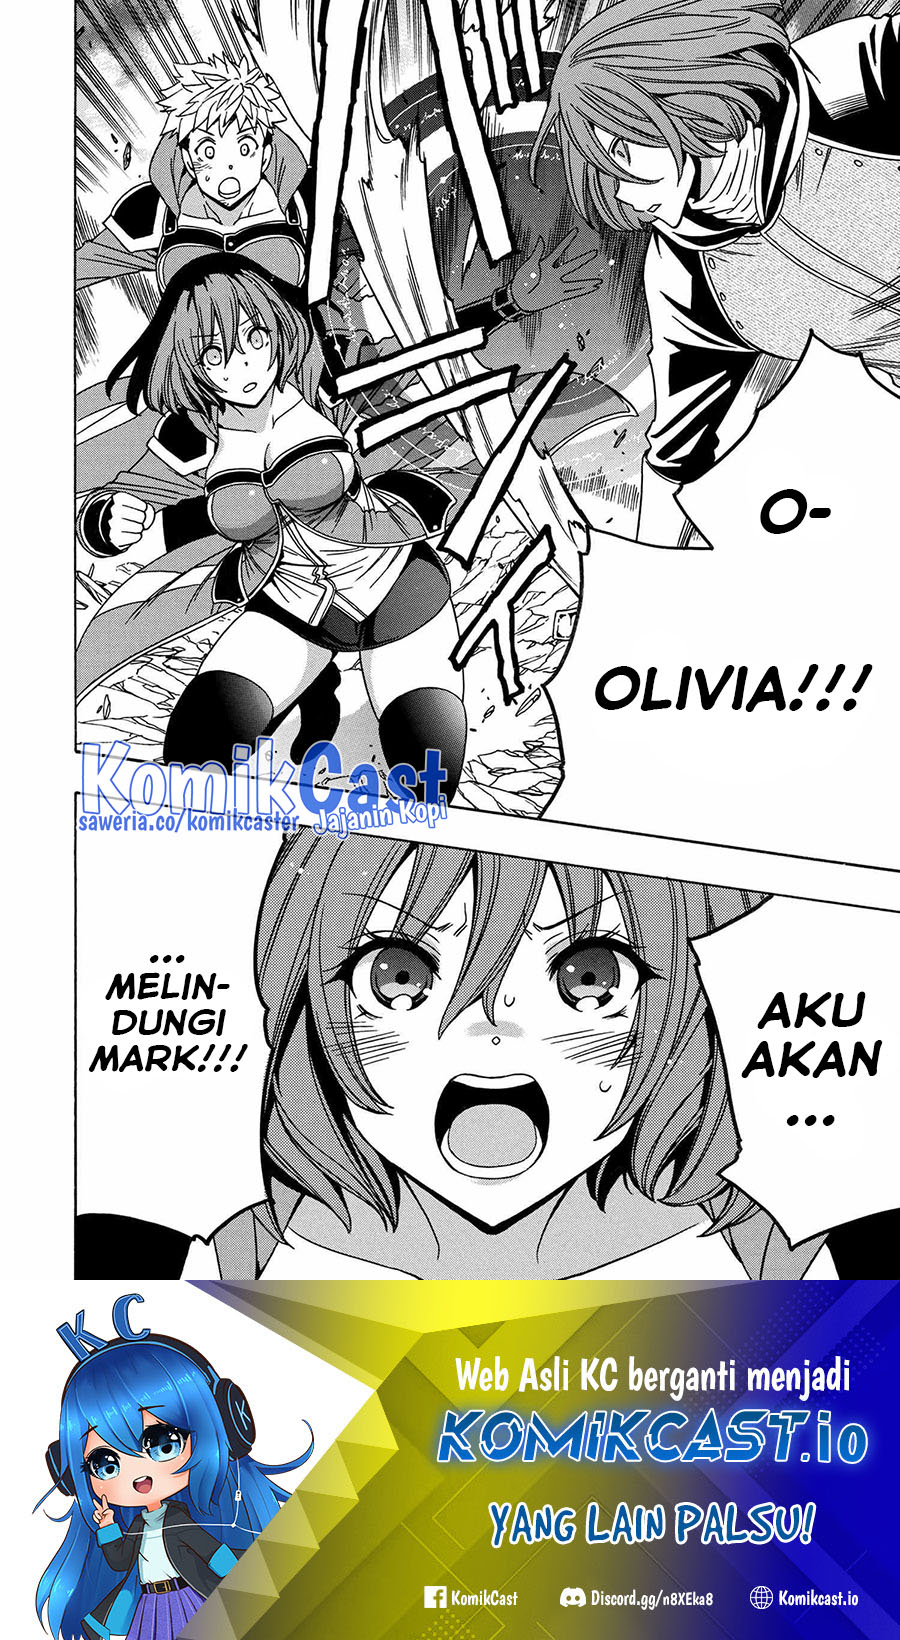 O-
OLIVIA!!!
KomikCast
saweria.co/komikcaster Jajanin Kopi
AKU
AKAN
...
...
MELIN-
DUNGI
MARK!!!
KC
K
Web Asli KC berganti menjadi
KOMIKCAST.io
YANG LAIN PALSU!
KomikCast Discord.gg/n8XEka8 Komikcast.io